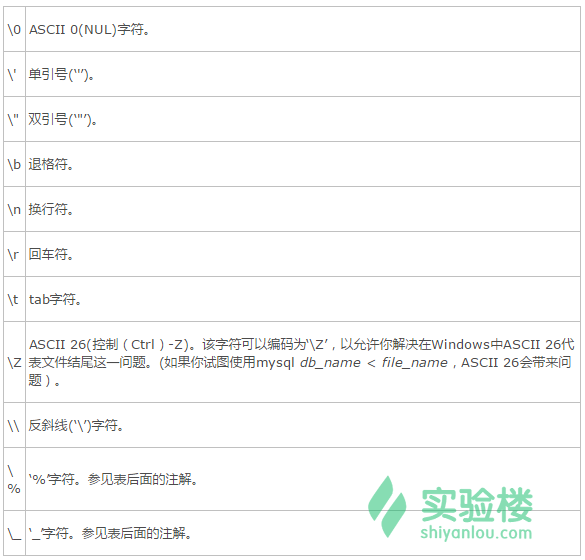 \0 ASCII 0(NUL)字符。
\' 单引号(‘'’)。
\" 双引号(‘"’)。
\b 退格符。
\n 换行符。
\r 回车符。
\t tab字符。
\Z ASCII 26(控制（Ctrl）-Z)。该字符可以编码为‘\Z’，以允许你解决在Windows中ASCII 26代
表文件结尾这一问题。(如果你试图使用mysql db_name < file_name，ASCII 26会带来问
题）。
\\ 反斜线(‘\’)字符。
\
% ‘%’字符。参见表后面的注解。
\_ ‘_’字符。参见表后面的注解。
实验楼
shiyanlou.com